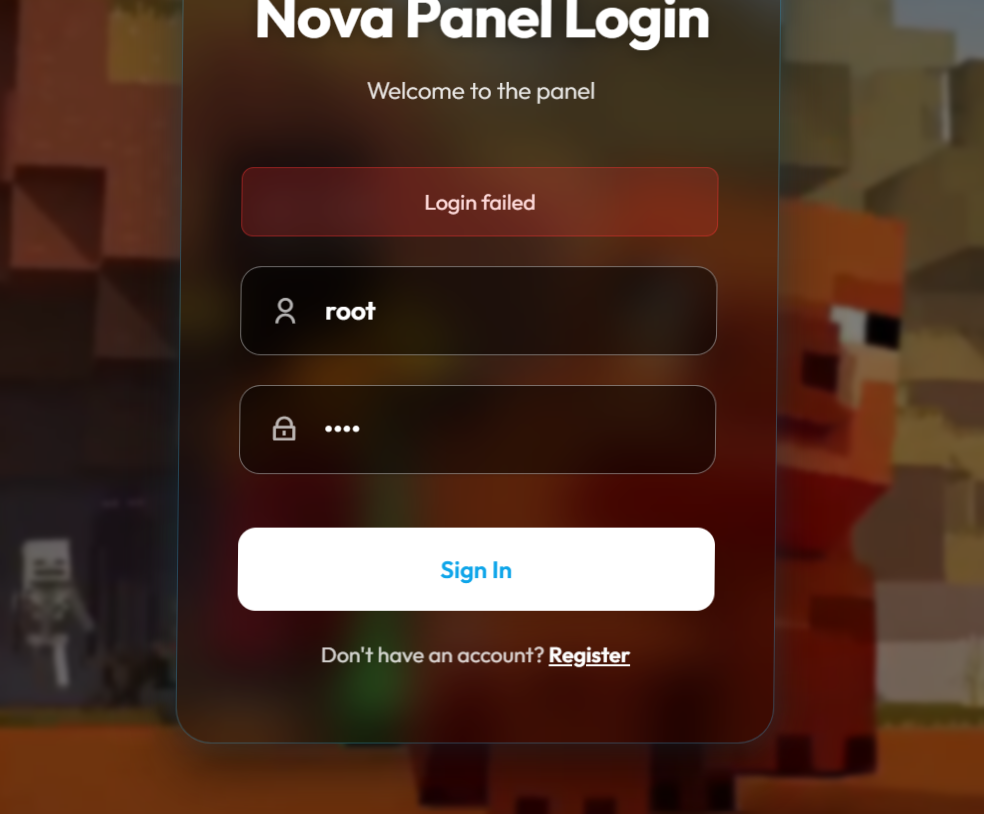 Nova Panel Login
Welcome to the panel
Login failed
root
••••
Sign In
Don't have an account? Register